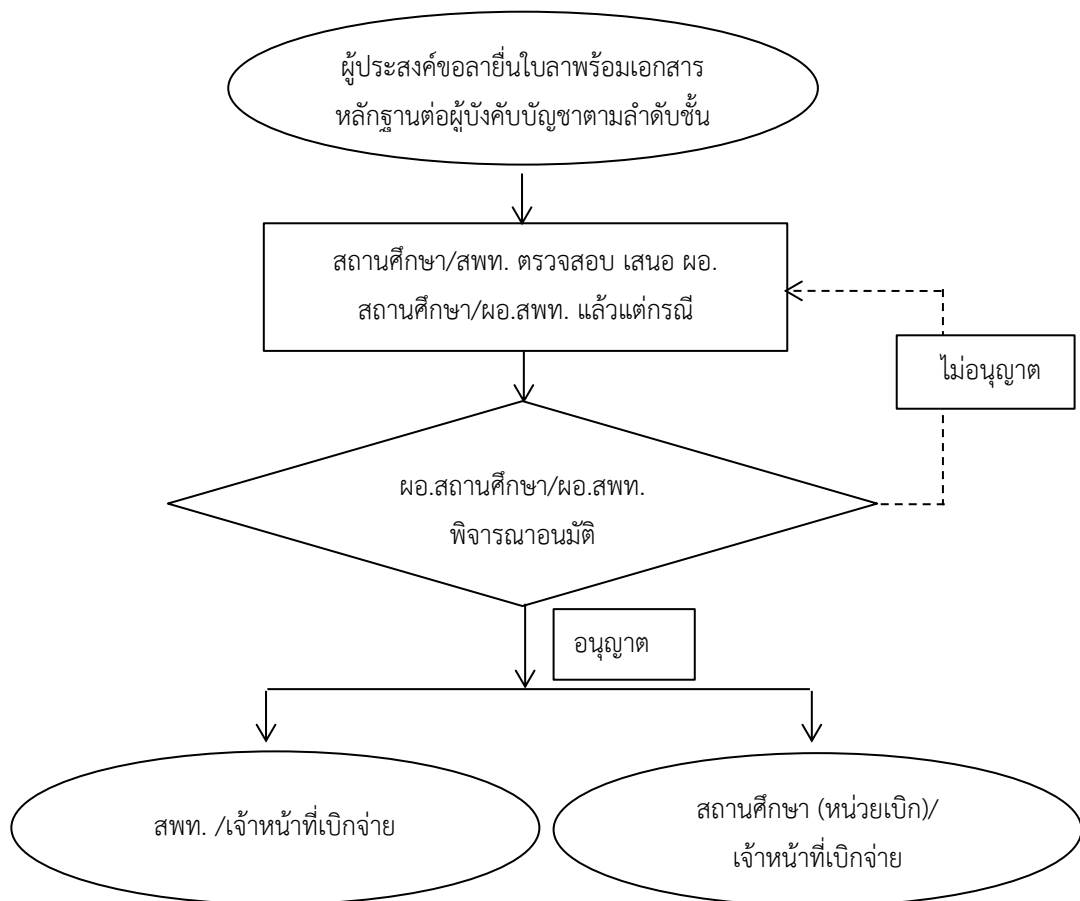 ผู้ประสงค์ขอลายื่นใบลาพร้อมเอกสาร
หลักฐานต่อผู้บังคับบัญชาตามลำดับชั้น
สถานศึกษา/สพท. ตรวจสอบ เสนอ ผอ.
สถานศึกษา/ผอ.สพท. แล้วแต่กรณี
ไม่อนุญาต
ผอ.สถานศึกษา/ผอ.สพท.
พิจารณาอนมัติ
อนุญาต
สพท. /เจ้าหน้าที่เบิกจ่าย
สถานศึกษา (หน่วยเบิก)/
เจ้าหน้าที่เบิกจ่าย